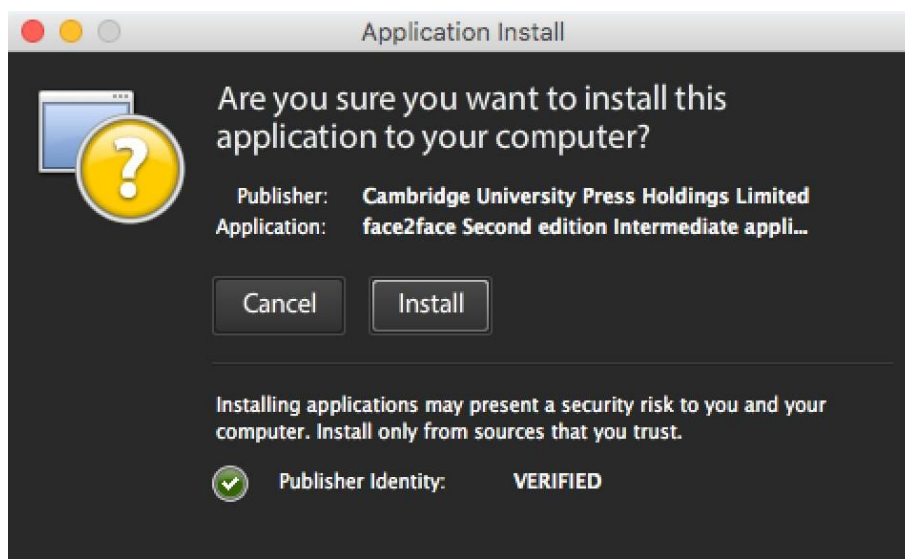 Application Install
Are you sure you want to install this
application to your computer?
Publisher: Cambridge University Press Holdings Limited
Application: face2face Second edition Intermediate appli...
Cancel Install
Installing applications may present a security risk to you and your
computer. Install only from sources that you trust.
Publisher Identity: VERIFIED